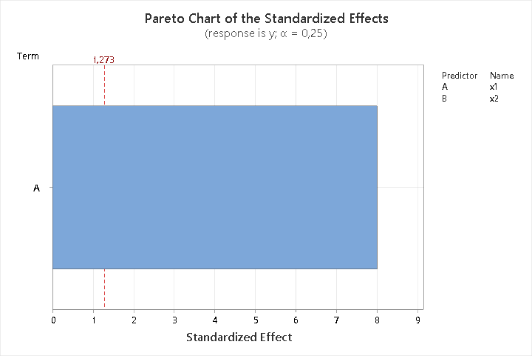 Pareto Chart of the Standardized Effects
(response is y; α = 0,25)
Term
1,273
Predictor Name
A x1
B x2
A
0 1 2 3 4 5 6 7 8 9
Standardized Effect